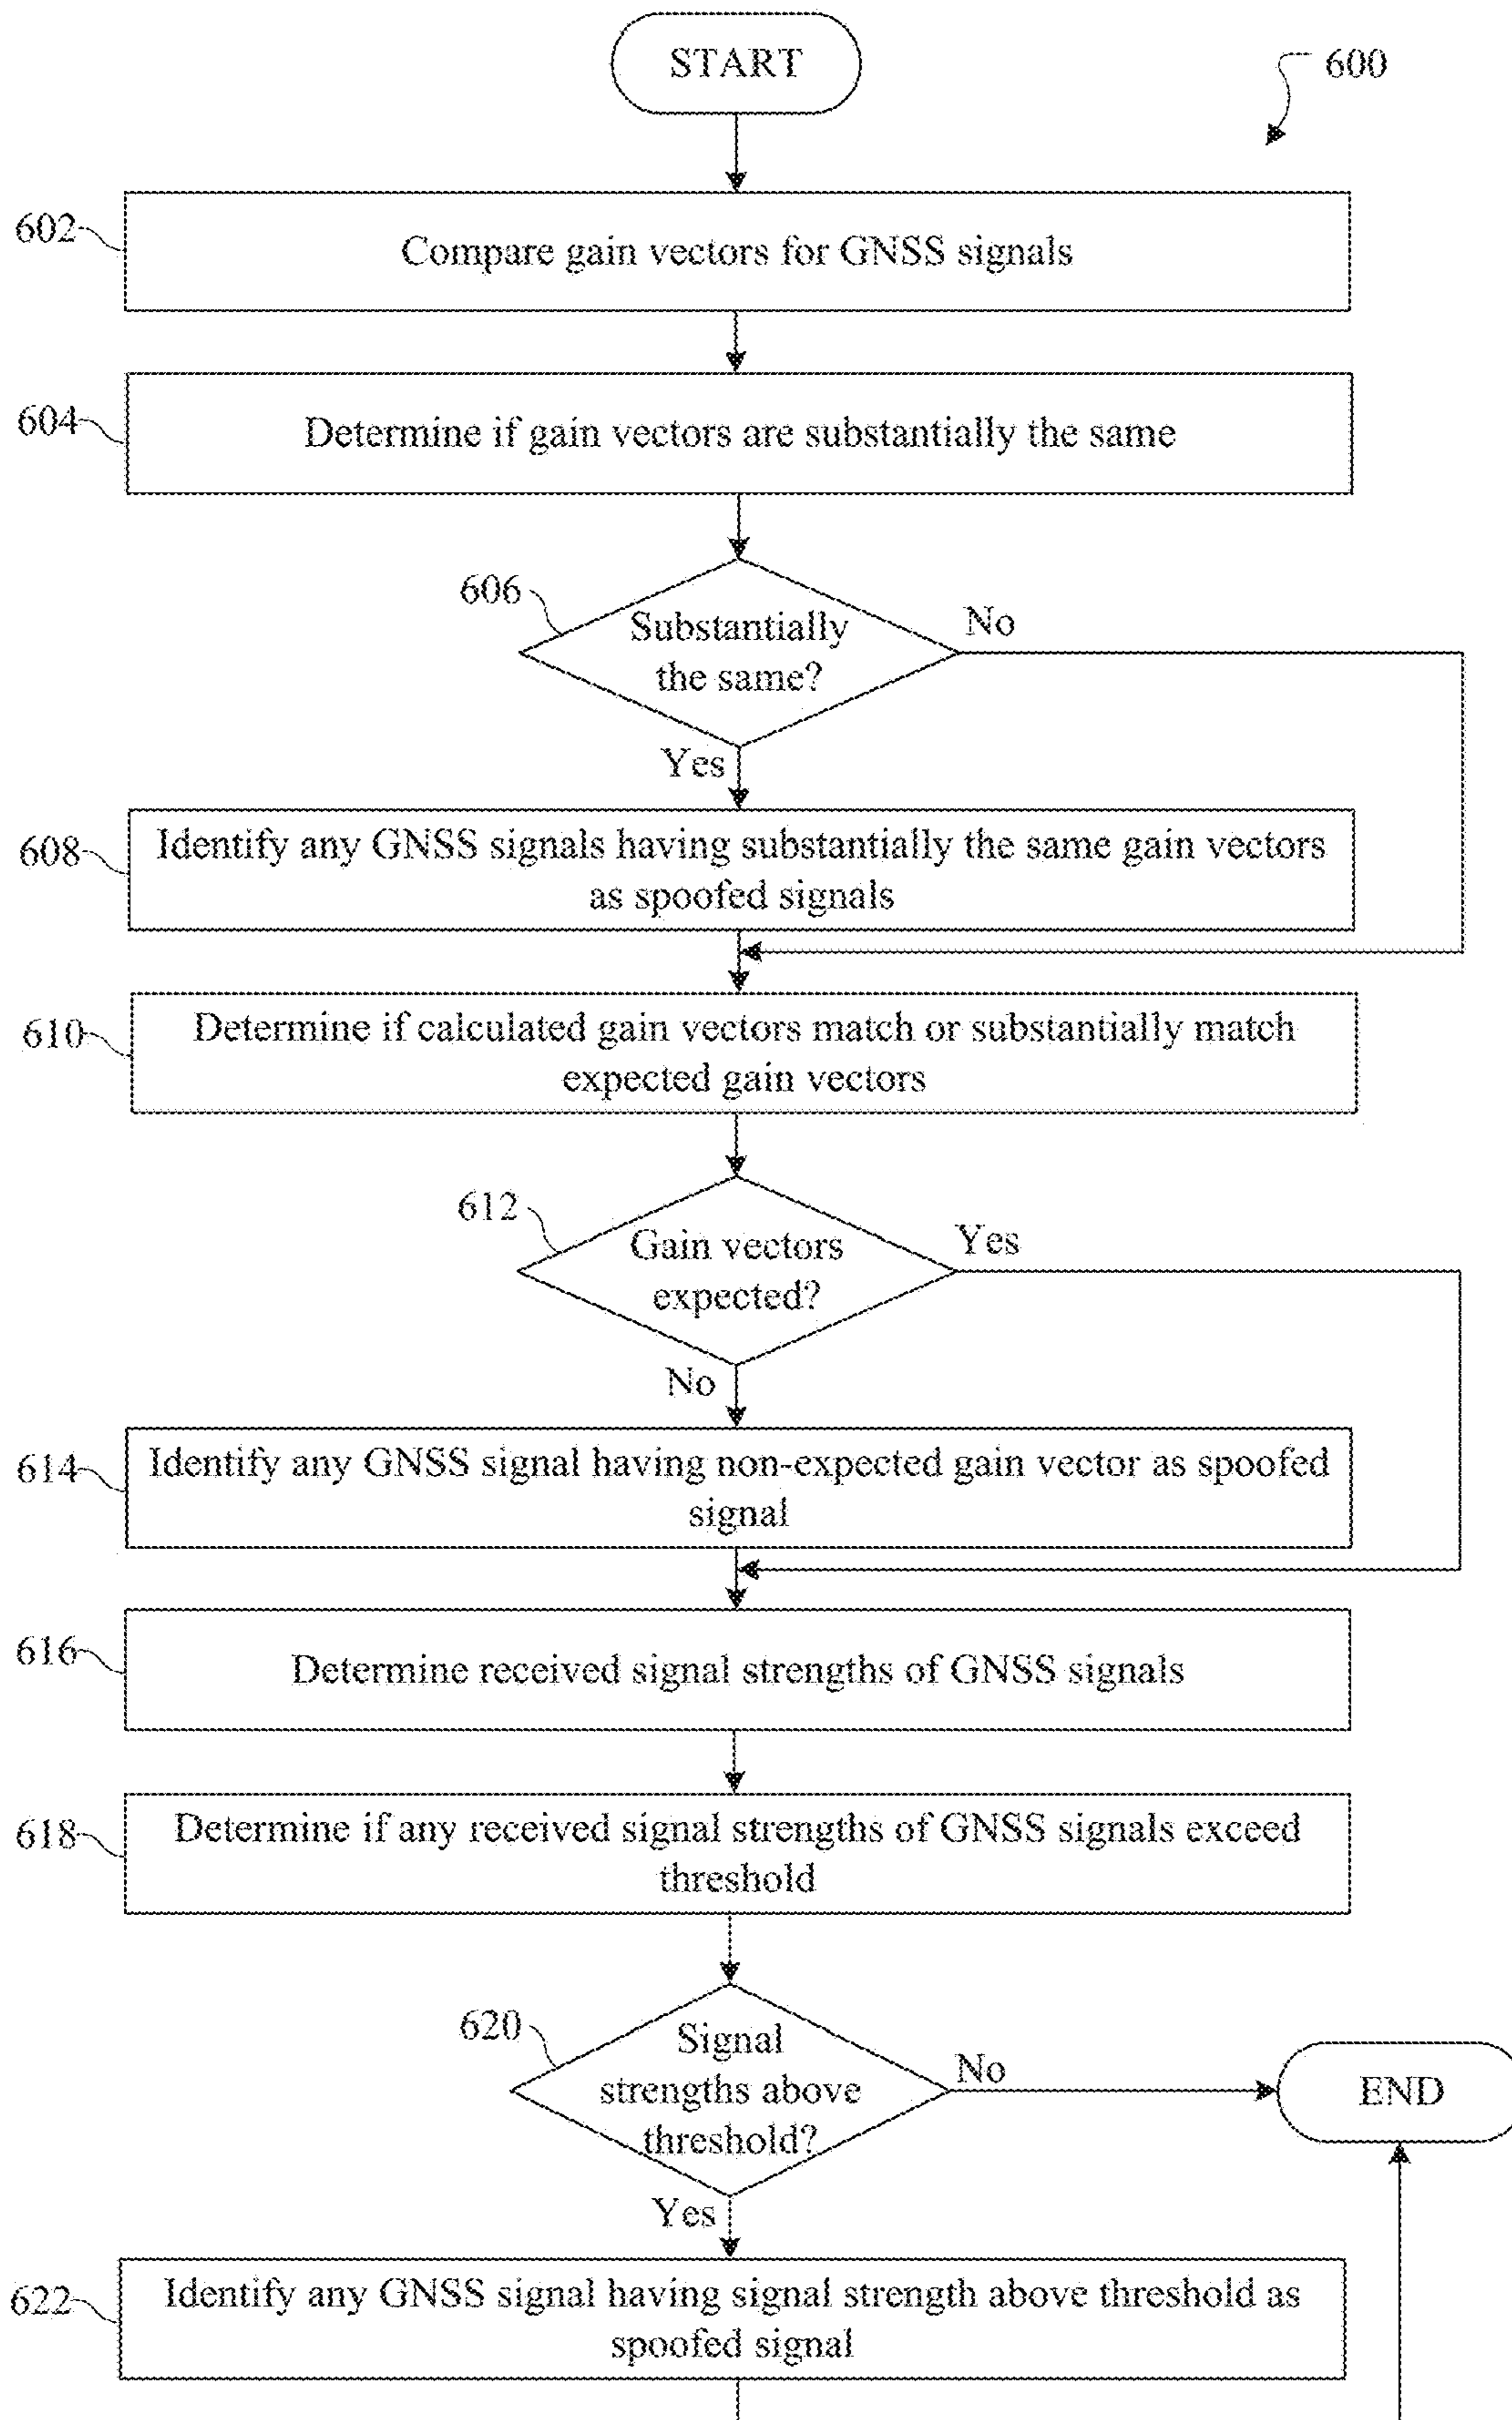 START
600
602
Compare gain vectors for GNSS signals
604
Determine if gain vectors are substantially the same
606
Substantially
the same?
No
Yes
608
Identify any GNSS signals having substantially the same gain vectors
as spoofed signals
610
Determine if calculated gain vectors match or substantially match
expected gain vectors
612
Gain vectors
expected?
Yes
No
614
Identify any GNSS signal having non-expected gain vector as spoofed
signal
616
Determine received signal strengths of GNSS signals
618
Determine if any received signal strengths of GNSS signals exceed
threshold
620
Signal
strengths above
threshold?
No
END
Yes
622
Identify any GNSS signal having signal strength above threshold as
spoofed signal